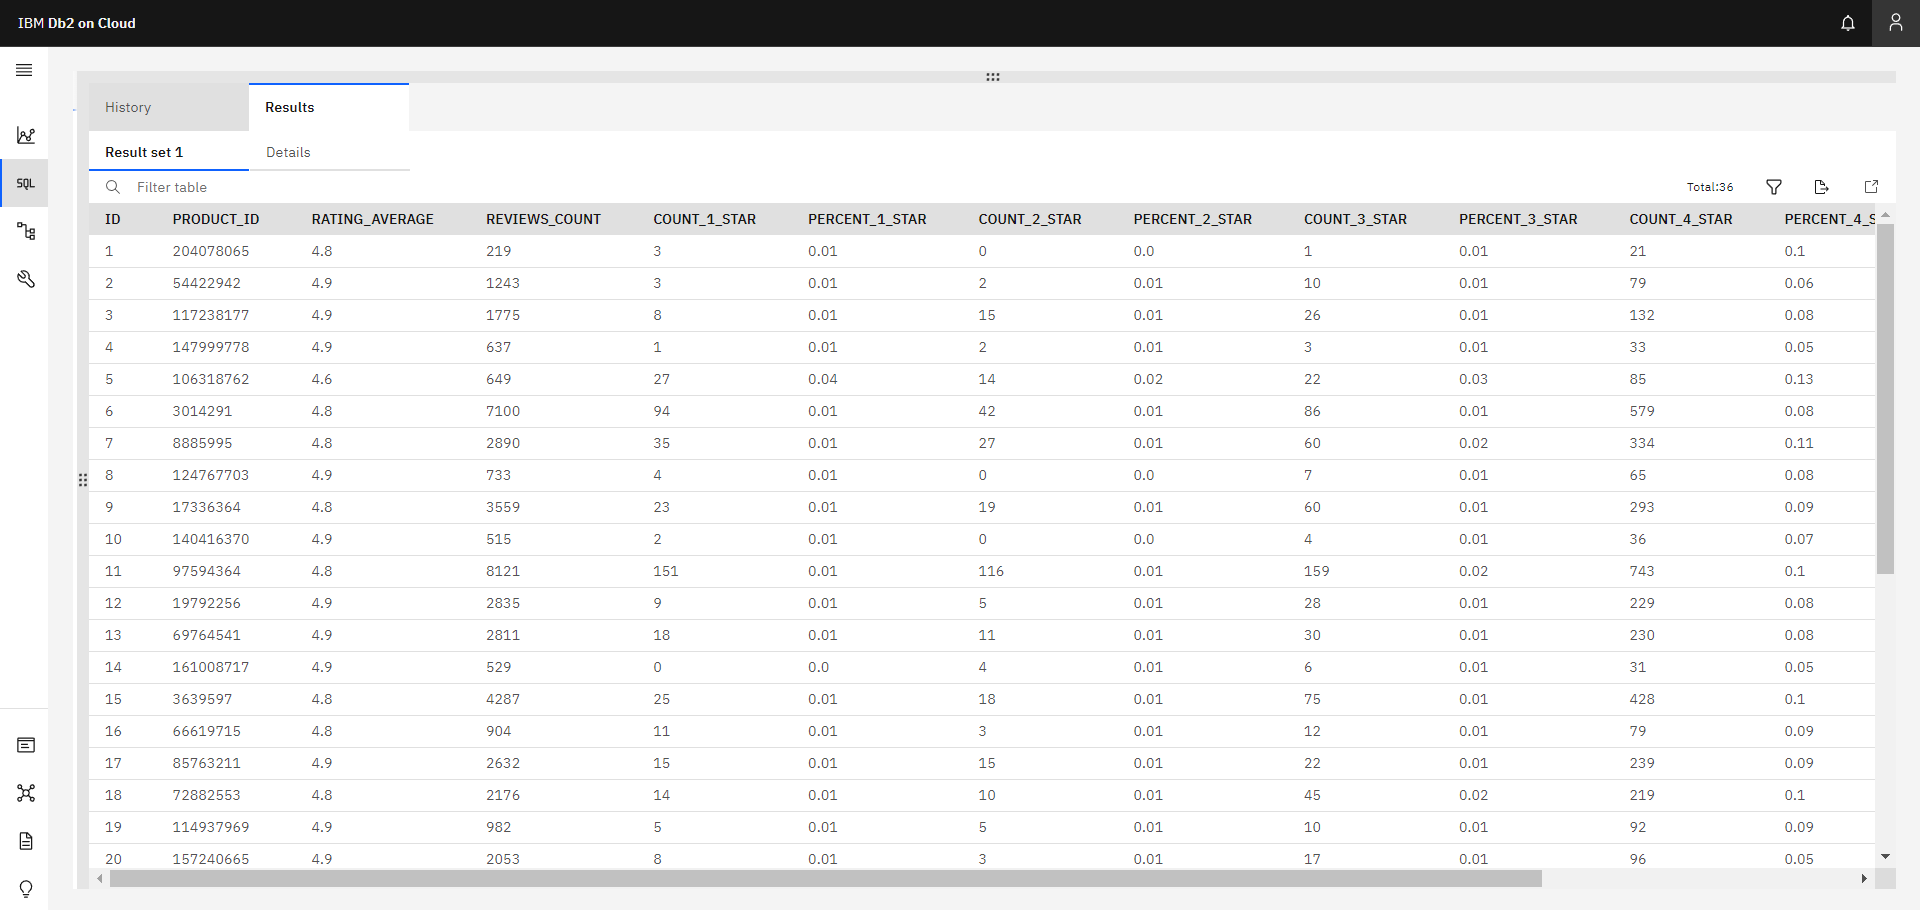 IBM Db2 on Cloud
History Results
Result set 1 Details
Filter table Total:36
ID PRODUCT_ID RATING_AVERAGE REVIEWS_COUNT COUNT_1_STAR PERCENT_1_STAR COUNT_2_STAR PERCENT_2_STAR COUNT_3_STAR PERCENT_3_STAR COUNT_4_STAR PERCENT_4_S
1 204078065 4.8 219 3 0.01 0 0.0 1 0.01 21 0.1
2 54422942 4.9 1243 3 0.01 2 0.01 10 0.01 79 0.06
3 117238177 4.9 1775 8 0.01 15 0.01 26 0.01 132 0.08
4 147999778 4.9 637 1 0.01 2 0.01 3 0.01 33 0.05
SQL
5 106318762 4.6 649 27 0.04 14 0.02 22 0.03 85 0.13
6 3014291 4.8 7100 94 0.01 42 0.01 86 0.01 579 0.08
7 8885995 4.8 2890 35 0.01 27 0.01 60 0.02 334 0.11
8 124767703 4.9 733 4 0.01 0 0.0 7 0.01 65 0.08
9 17336364 4.8 3559 23 0.01 19 0.01 60 0.01 293 0.09
10 140416370 4.9 515 2 0.01 0 0.0 4 0.01 36 0.07
11 97594364 4.8 8121 151 0.01 116 0.01 159 0.02 743 0.1
12 19792256 4.9 2835 9 0.01 5 0.01 28 0.01 229 0.08
13 69764541 4.9 2811 18 0.01 11 0.01 30 0.01 230 0.08
14 161008717 4.9 529 0 0.0 4 0.01 6 0.01 31 0.05
15 3639597 4.8 4287 25 0.01 18 0.01 75 0.01 428 0.1
16 66619715 4.8 904 11 0.01 3 0.01 12 0.01 79 0.09
17 85763211 4.9 2632 15 0.01 15 0.01 22 0.01 239 0.09
18 72882553 4.8 2176 14 0.01 10 0.01 45 0.02 219 0.1
19 114937969 4.9 982 5 0.01 5 0.01 10 0.01 92 0.09
20 157240665 4.9 2053 8 0.01 3 0.01 17 0.01 96 0.05